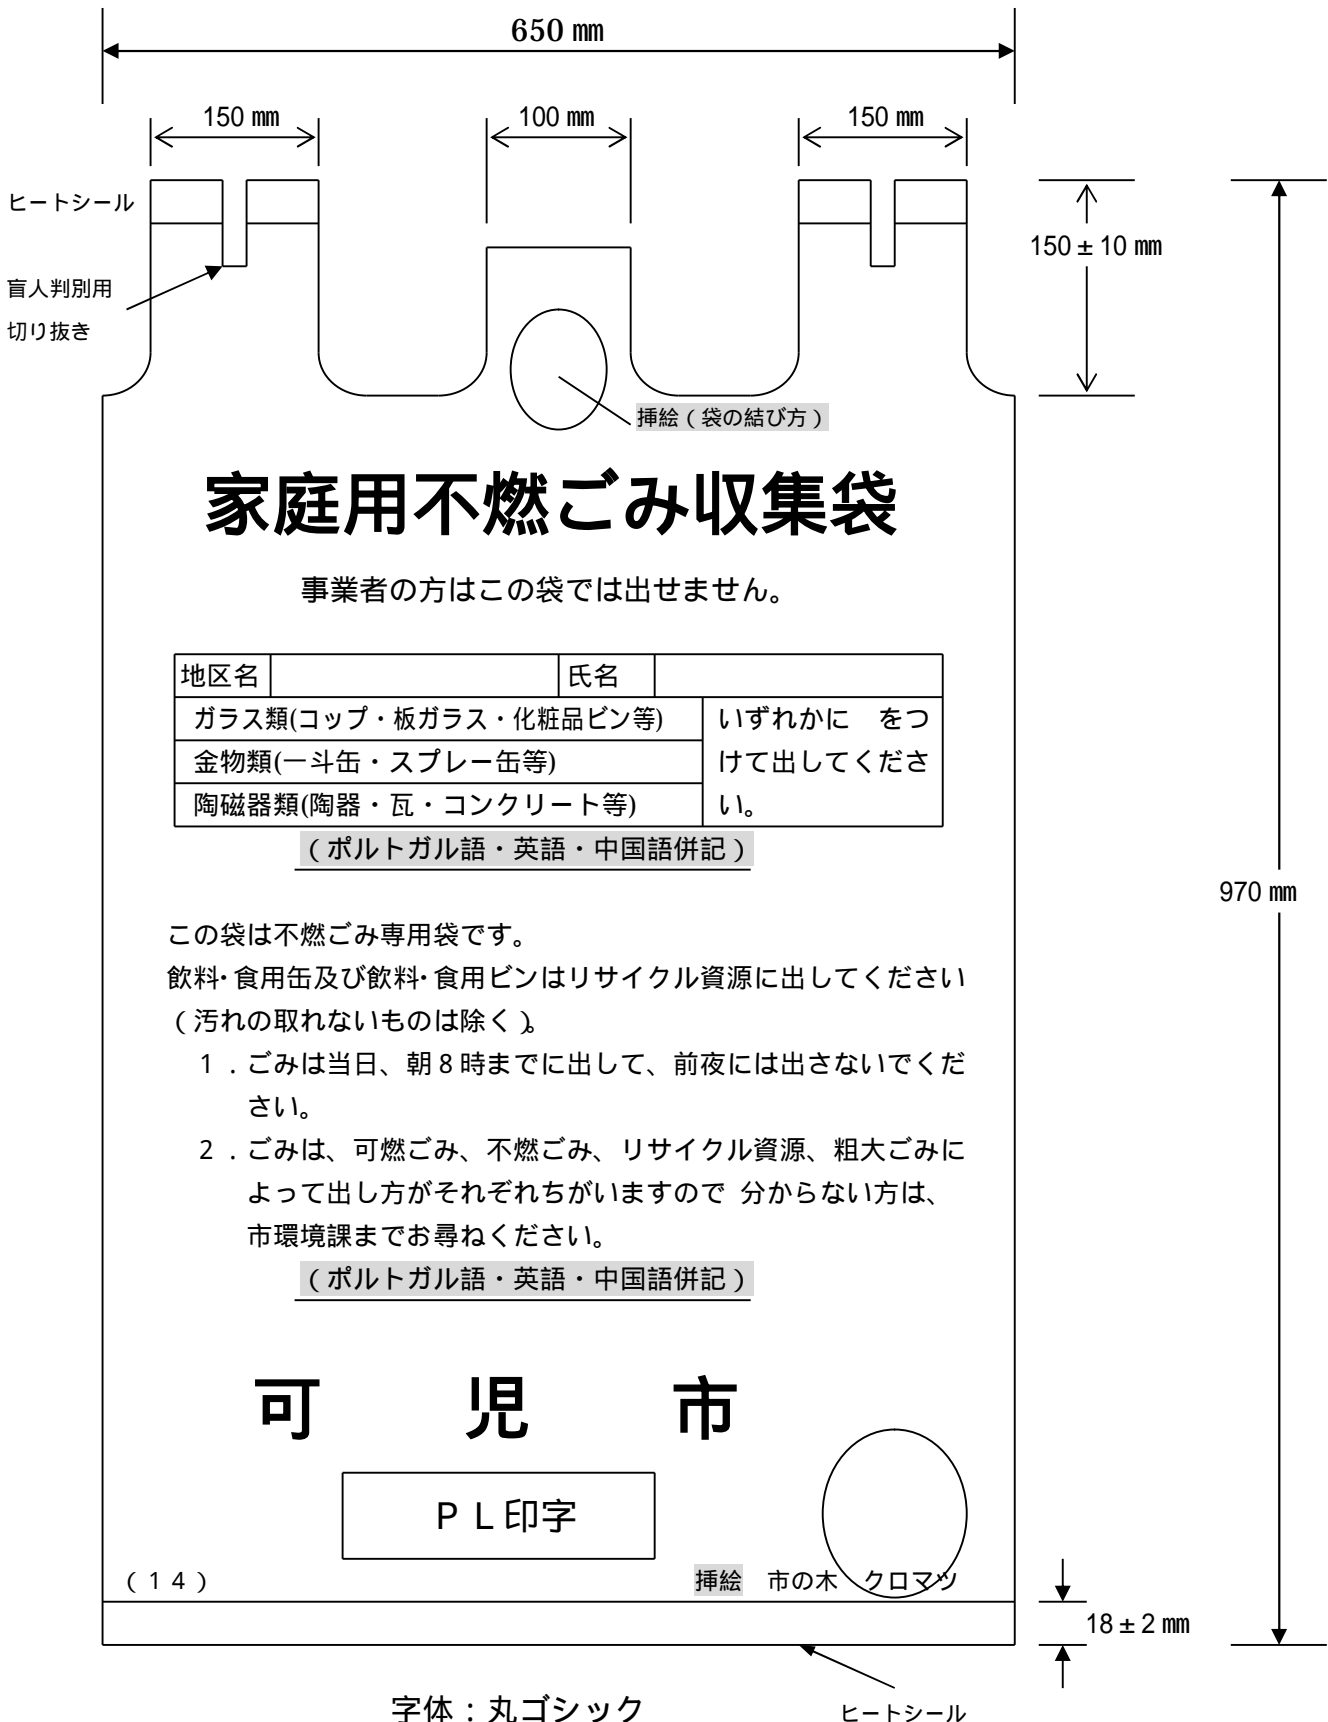 650 ㎜
150 ㎜
100 ㎜
150 ㎜
ヒートシール
150 ± 10 ㎜
盲人判別用
切り抜き
挿絵（袋の結び方）
家庭用不燃ごみ収集袋
事業者の方はこの袋では出せません。
地区名 氏名
ガラス類(コップ・板ガラス・化粧品ビン等)
金物類(一斗缶・スプレー缶等)
陶磁器類(陶器・瓦・コンクリート等)
いずれかに　をつ
けて出してくださ
い。
（ポルトガル語・英語・中国語併記）
970 ㎜
この袋は不燃ごみ専用袋です。
飲料・食用缶及び飲料・食用ビンはリサイクル資源に出してください
（汚れの取れないものは除く）。
１．ごみは当日、朝８時までに出して、前夜には出さないでくだ
さい。
２．ごみは、可燃ごみ、不燃ごみ、リサイクル資源、粗大ごみに
よって出し方がそれぞれちがいますので 分からない方は、
市環境課までお尋ねください。
（ポルトガル語・英語・中国語併記）
可　児　市
ＰＬ印字
（１４）
挿絵　市の木　クロマツ
18 ± 2 ㎜
字体：丸ゴシック
ヒートシール